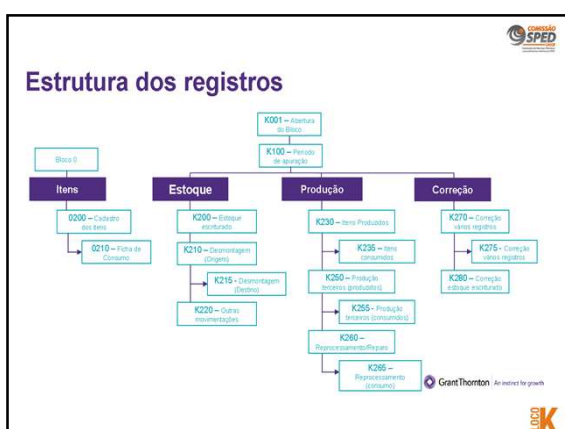 COMISSÃO
SPED
Estrutura dos registros
K001 – Abertura
do Bloco
K100 – Período
de apuração
Bloco 0
Itens
Estoque
Produção
Correção
0200 – Cadastro
dos itens
0210 – Ficha de
Consumo
K200 – Estoque
escriturado
K210 – Desmontagem
(Origem)
K215 - Desmontagem
(Destino)
K220 – Outras
movimentações
K230 – Itens Produzidos
K235 – Itens
consumidos
K250 – Produção
terceiros (produzidos)
K255 - Produção
terceiros (consumidos)
K260 –
Reprocessamento/Reparo
K265 –
Reprocessamento
(consumo)
K270 – Correção
vários registros
K275 - Correção
vários registros
K280 – Correção
estoque escriturado
Grant Thornton An instinct for growth
LOCO
K